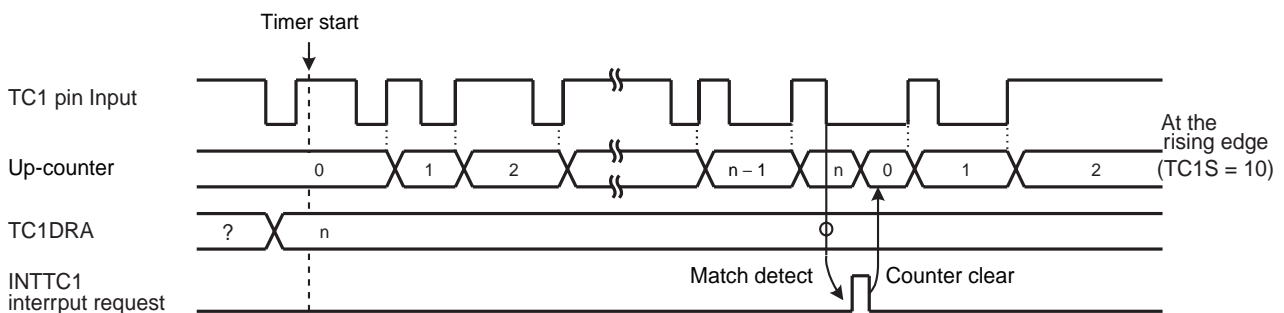 Timer start
TC1 pin Input
At the
rising edge
(TC1S = 10)
Up-counter
0 1 2 n – 1 n 0 1 2
TC1DRA
? n
INTTC1
interrput request
Match detect
Counter clear